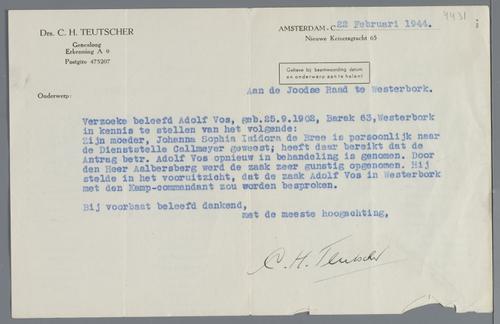 4431
Drs. C. H. TEUTSCHER
Genealoog
Erkenning A 9
Postgiro 475207
AMSTERDAM-C. 22 Februari 1944.
Nieuwe Keizersgracht 65
Gelieve bij beantwoording datum
en onderwerp aan te halen!
Onderwerp:
Aan de Joodse Raad te Westerbork.
Verzoeke beleefd Adolf Vos, geb.25.9.1902, Barek 63,Westerbork
in kennis te stellen van het volgende:
Zijn moeder, Johanna Sophia Isidora de Bree is persoonlijk naar
de Dienststelle Callmeyer geweest; heeft daar bereikt dat de
Antrag betr. Adolf Vos opnieuw in behandeling is genomen. Door
den Heer Aalbersberg werd de zaak zeer gunstig opgenomen. Hij
stelde in het vooruitzicht, dat de zaak Adolf Vos in Westerbork
met den Kamp-commandant zou worden besproken.
Bij voorbaat beleefd dankend,
met de meeste hoogachting,
C. H. Teutscher